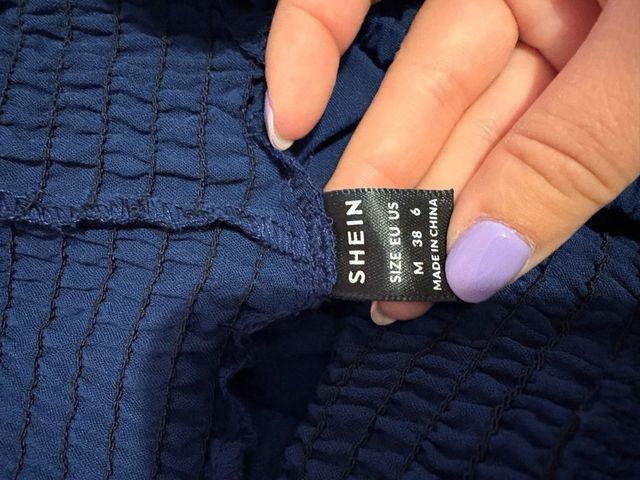 SHEIN
SIZE EU US
M 38 6
MADE IN CHINA